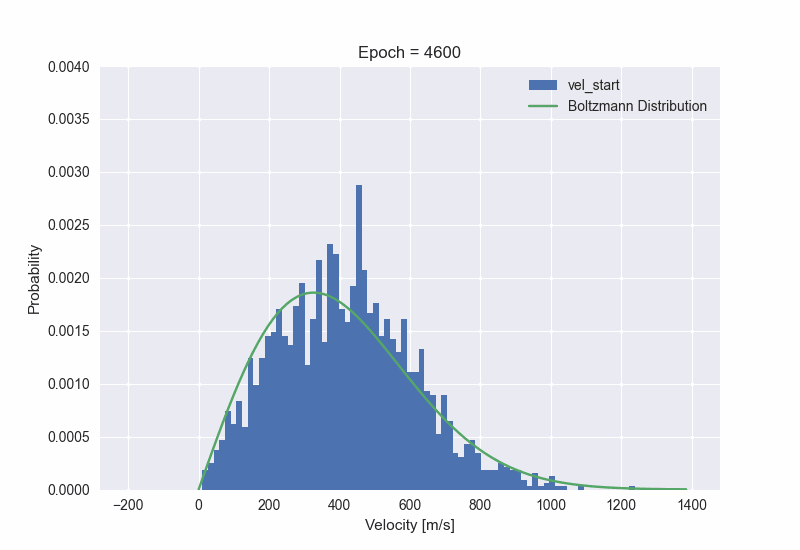 Epoch = 4600
vel_start
Boltzmann Distribution
0.0040
0.0035
0.0030
0.0025
0.0020
0.0015
0.0010
0.0005
0.0000
Probability
−200 0 200 400 600 800 1000 1200 1400
Velocity [m/s]